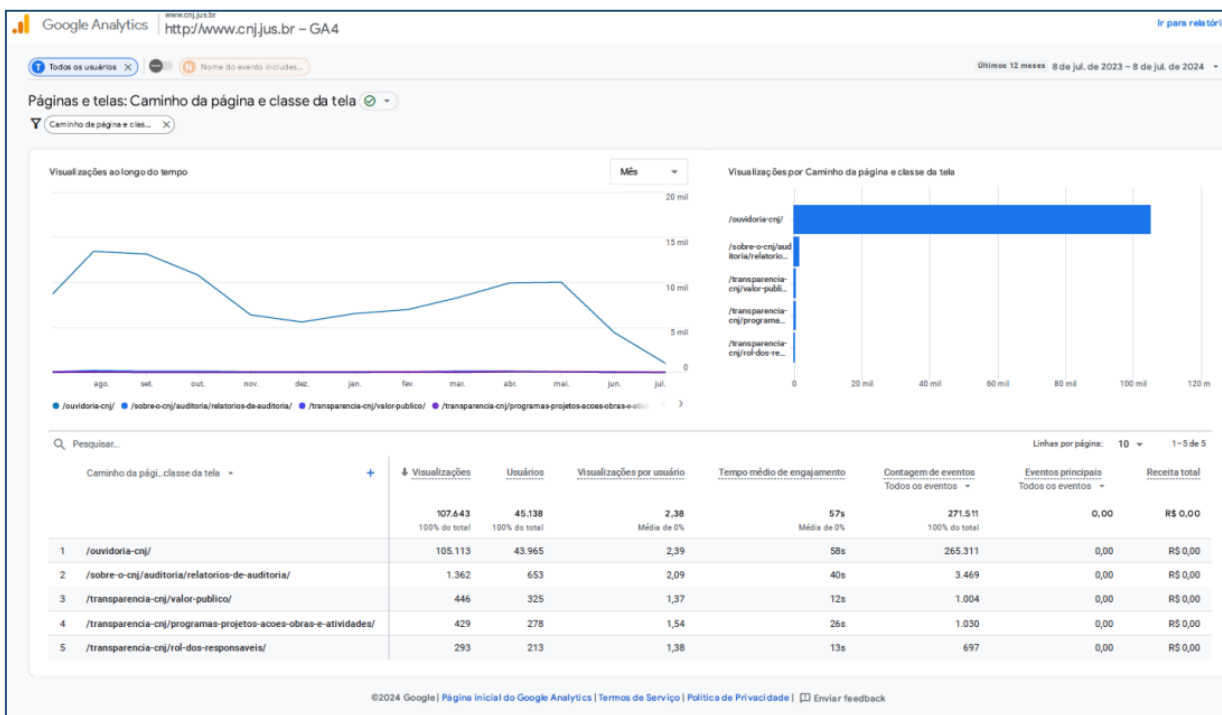 Google Analytics
www.cnj.jus.br
http://www.cnj.jus.br – GA4
Ir para relatóri
T Todos os usuários X
N Nome do evento includes...
Últimos 12 meses 8 de jul. de 2023 – 8 de jul. de 2024
Páginas e telas: Caminho da página e classe da tela
Caminho da página e clas... X
Visualizações ao longo do tempo
Mês
20 mil
15 mil
10 mil
5 mil
0
ago. set. out. nov. dez. jan. fev. mar. abr. mai. jun. jul.
/ouvidoria-cnj/ /sobre-o-cnj/auditoria/relatorios-de-auditoria/ /transparencia-cnj/valor-publico/ /transparencia-cnj/programas-projetos-acoes-obras-e-ativi
Visualizações por Caminho da página e classe da tela
/ouvidoria-cnj/
/sobre-o-cnj/aud
itoria/relatorio...
/transparencia-
cnj/valor-publi...
/transparencia-
cnj/programa...
/transparencia-
cnj/rol-dos-re...
0 20 mil 40 mil 60 mil 80 mil 100 mil 120 m
Pesquisar...
Linhas por página: 10 1–5 de 5
Caminho da pági...classe da tela + Visualizações Usuários Visualizações por usuário Tempo médio de engajamento Contagem de eventos Eventos principais Receita total
Todos os eventos Todos os eventos
107.643 45.138 2,38 57s 271.511 0,00 R$ 0,00
100% do total 100% do total Média de 0% Média de 0% 100% do total
1 /ouvidoria-cnj/ 105.113 43.965 2,39 58s 265.311 0,00 R$ 0,00
2 /sobre-o-cnj/auditoria/relatorios-de-auditoria/ 1.362 653 2,09 40s 3.469 0,00 R$ 0,00
3 /transparencia-cnj/valor-publico/ 446 325 1,37 12s 1.004 0,00 R$ 0,00
4 /transparencia-cnj/programas-projetos-acoes-obras-e-atividades/ 429 278 1,54 26s 1.030 0,00 R$ 0,00
5 /transparencia-cnj/rol-dos-responsaveis/ 293 213 1,38 13s 697 0,00 R$ 0,00
©2024 Google | Página inicial do Google Analytics | Termos de Serviço | Política de Privacidade | Enviar feedback